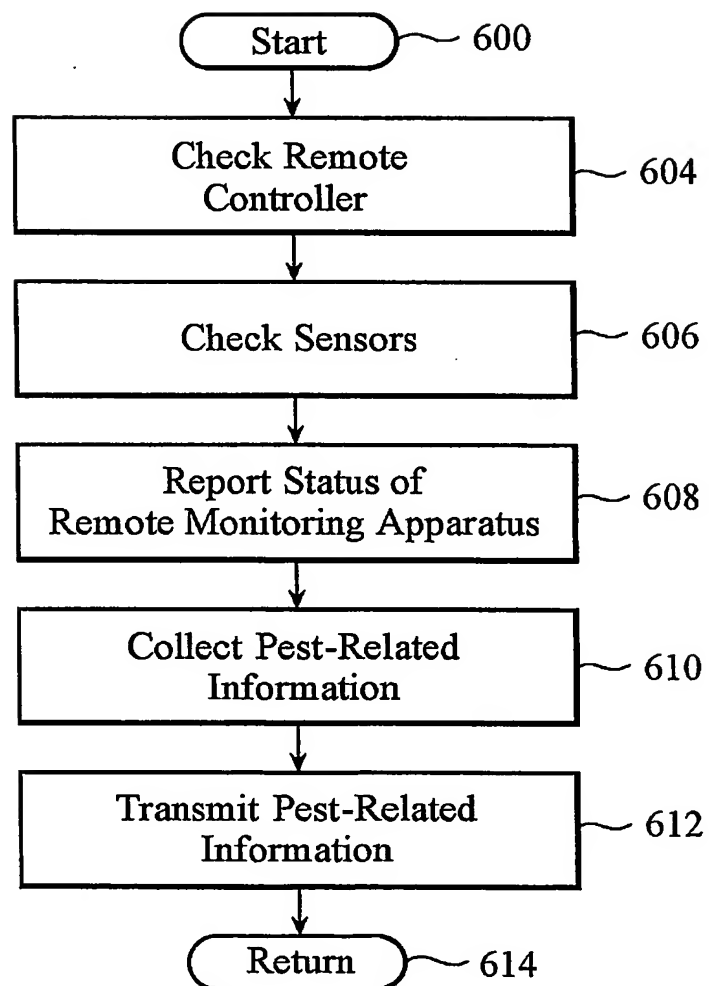 Start
600
Check Remote
Controller
604
Check Sensors
606
Report Status of
Remote Monitoring Apparatus
608
Collect Pest-Related
Information
610
Transmit Pest-Related
Information
612
Return
614